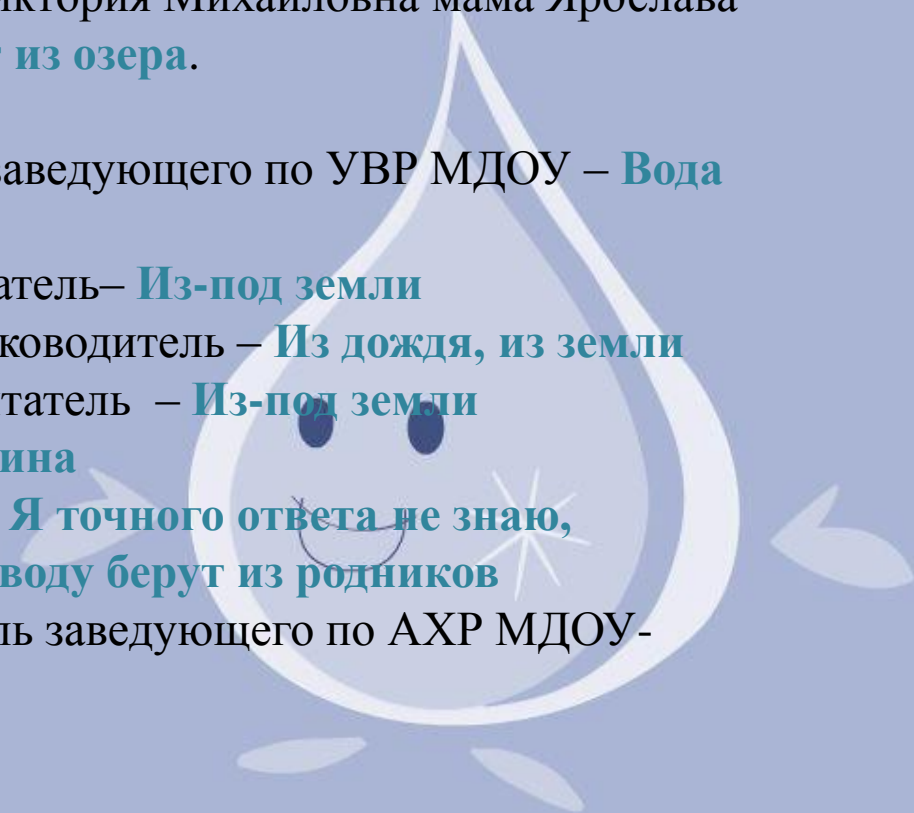 иктория Михайловна мама Ярослава
из озера.
заведующего по УВР МДОУ – Вода
атель– Из-под земли
ководитель – Из дождя, из земли
татель – Из-под земли
ина
Я точного ответа не знаю,
воду берут из родников
ль заведующего по АХР МДОУ-